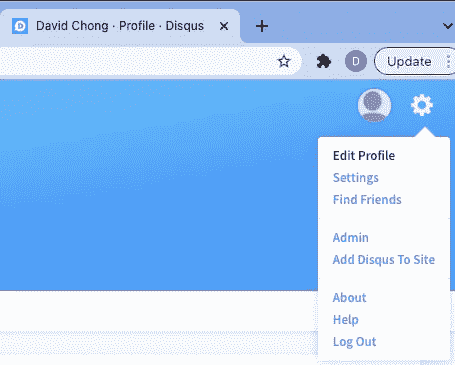 David Chong · Profile · Disqus
D
Update
Edit Profile
Settings
Find Friends
Admin
Add Disqus To Site
About
Help
Log Out